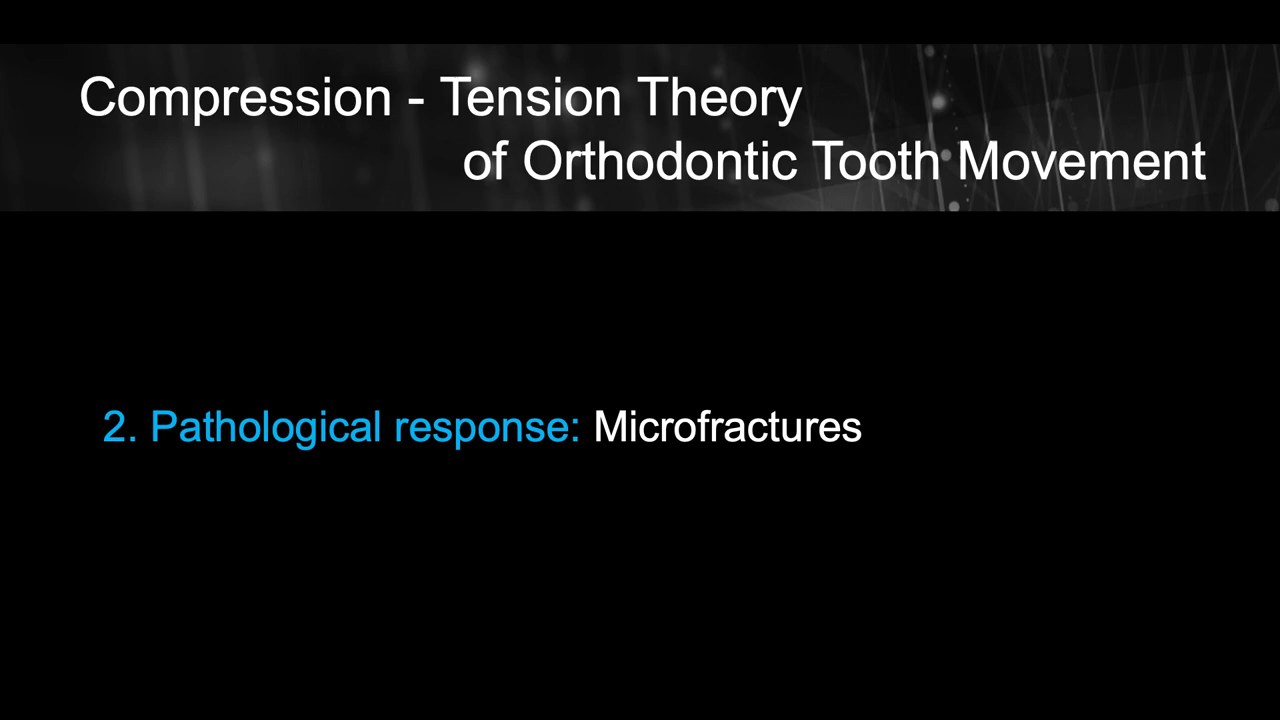 Compression - Tension Theory
of Orthodontic Tooth Movement
2. Pathological response: Microfractures